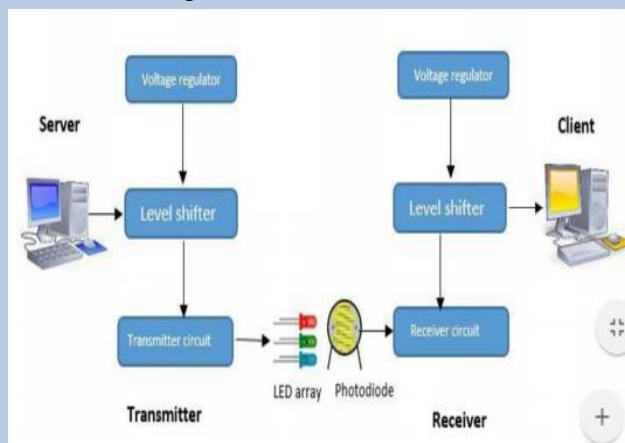 Voltage regulator
Voltage regulator
Server
Client
Level shifter
Level shifter
Transmitter circuit
Receiver circuit
LED array
Photodiode
Transmitter
Receiver